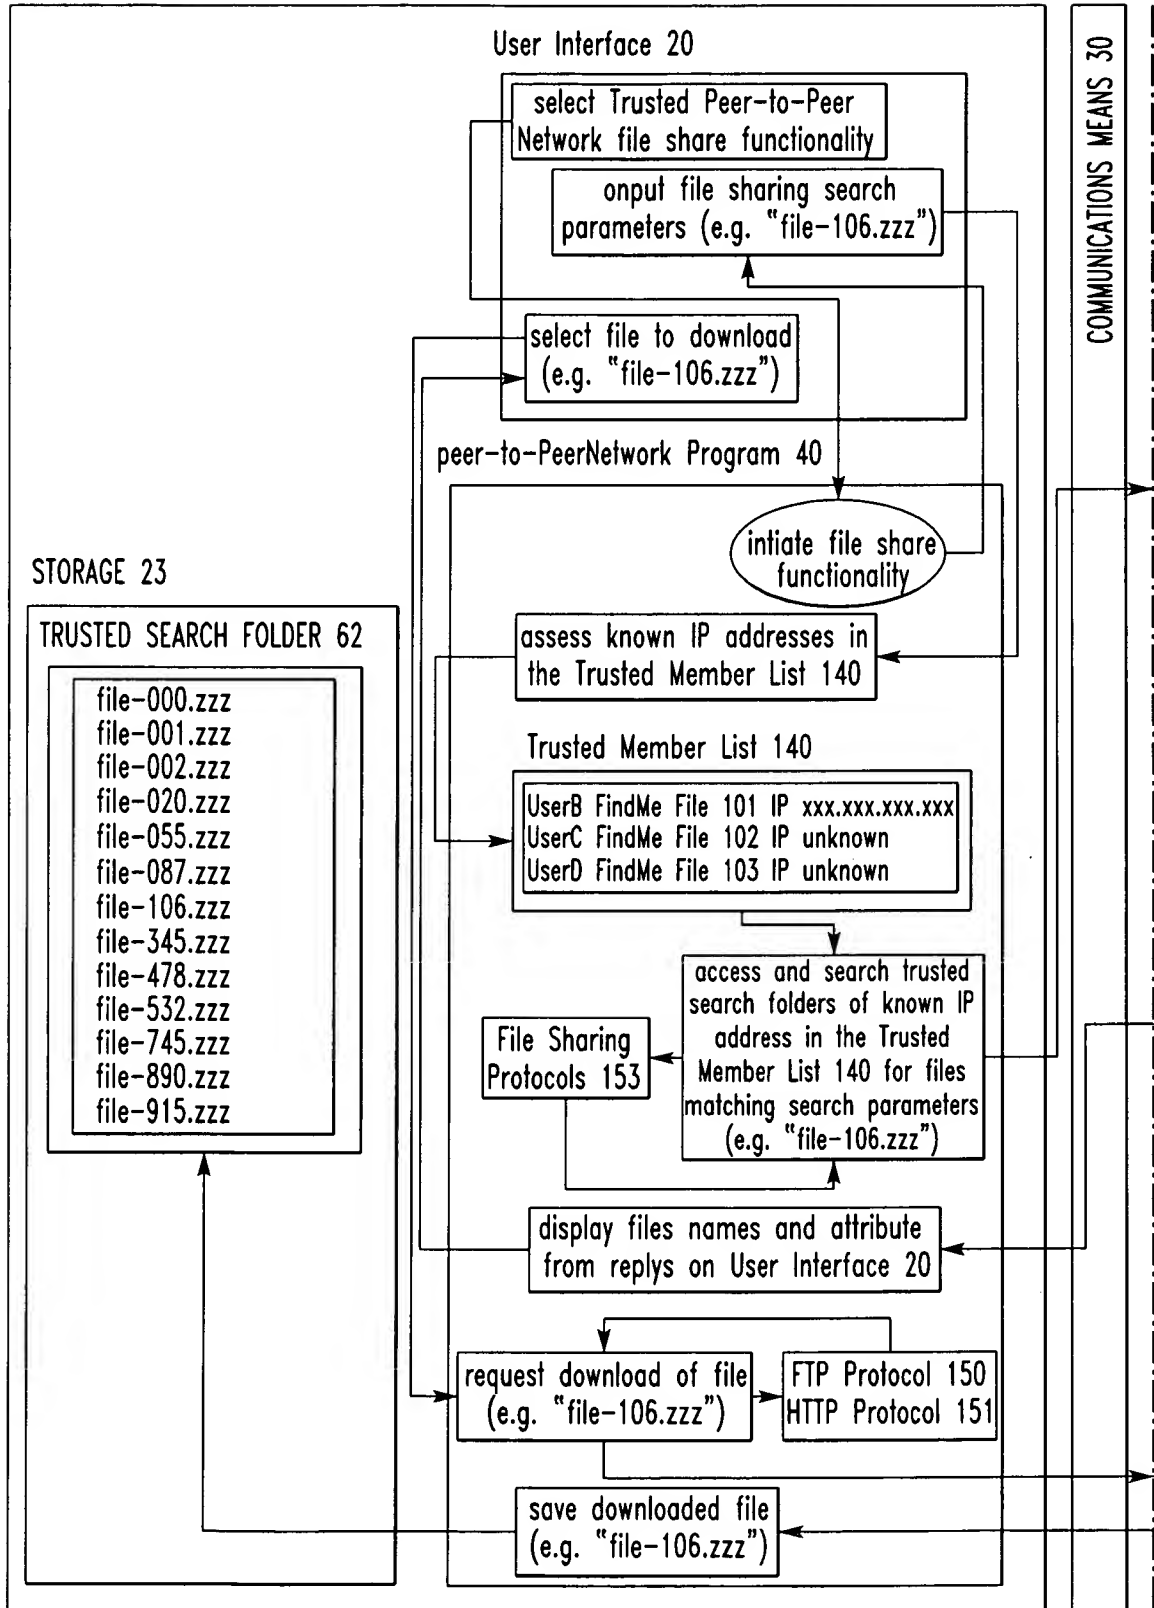 User Interface 20
select Trusted Peer-to-Peer
Network file share functionality
onput file sharing search
parameters (e.g. "file-106.zzz")
select file to download
(e.g. "file-106.zzz")
COMMUNICATIONS MEANS 30
peer-to-PeerNetwork Program 40
intiate file share
functionality
STORAGE 23
TRUSTED SEARCH FOLDER 62
file-000.zzz
file-001.zzz
file-002.zzz
file-020.zzz
file-055.zzz
file-087.zzz
file-106.zzz
file-345.zzz
file-478.zzz
file-532.zzz
file-745.zzz
file-890.zzz
file-915.zzz
assess known IP addresses in
the Trusted Member List 140
Trusted Member List 140
UserB FindMe File 101 IP xxx.xxx.xxx.xxx
UserC FindMe File 102 IP unknown
UserD FindMe File 103 IP unknown
access and search trusted
search folders of known IP
address in the Trusted
Member List 140 for files
matching search parameters
(e.g. "file-106.zzz")
File Sharing
Protocols 153
display files names and attribute
from replys on User Interface 20
request download of file
(e.g. "file-106.zzz")
FTP Protocol 150
HTTP Protocol 151
save downloaded file
(e.g. "file-106.zzz")